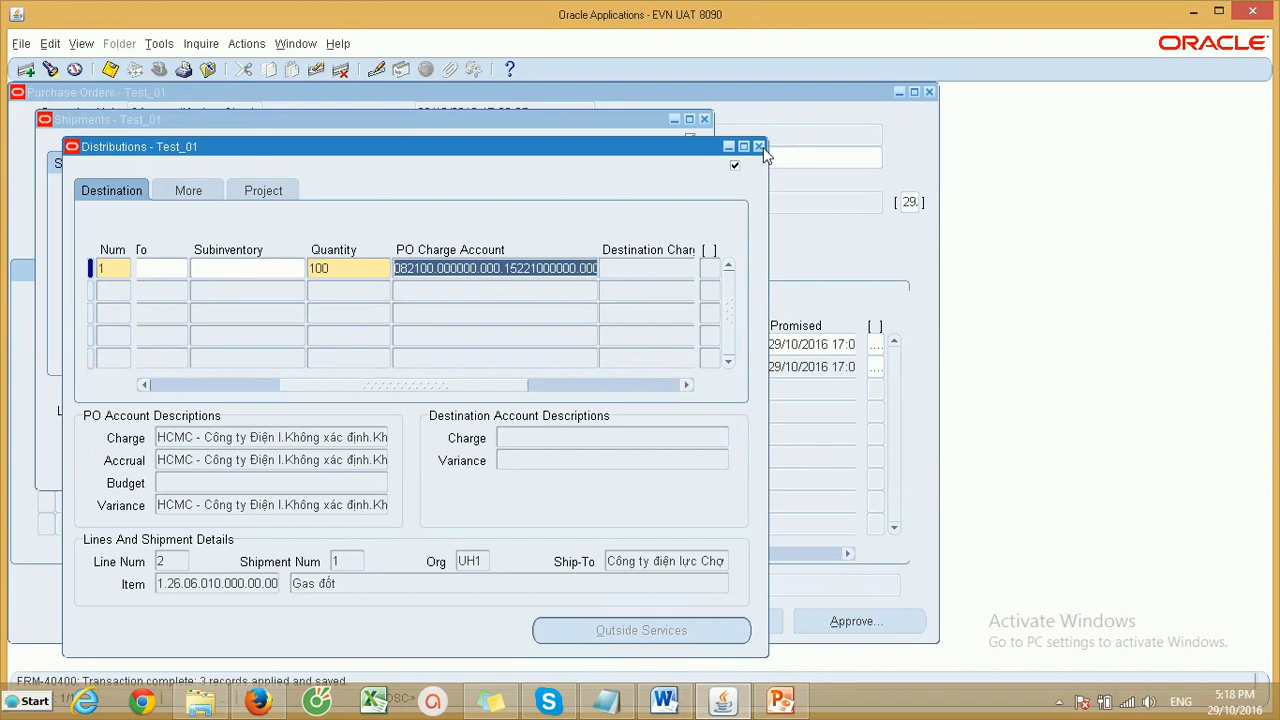 Oracle Applications - EVN UAT 8090
File Edit View Folder Tools Inquire Actions Window Help
ORACLE
Purchase Orders - Test_01
Shipments - Test_01
Distributions - Test_01
Destination More Project
[ 29. ]
Num To Subinventory Quantity PO Charge Account Destination Charg [ ]
1 100 082100.000000.000.15221000000.000
Promised [ ]
29/10/2016 17:0 ....
29/10/2016 17:0 ....
PO Account Descriptions
Destination Account Descriptions
Charge HCMC - Công ty Điện l.Không xác định.Kh
Charge
Accrual HCMC - Công ty Điện l.Không xác định.Kh
Variance
Budget
Variance HCMC - Công ty Điện l.Không xác định.Kh
Lines And Shipment Details
Line Num 2 Shipment Num 1 Org UH1 Ship-To Công ty điện lực Chợ
Item 1.26.06.010.000.00.00 Gas đốt
Outside Services
Approve...
Activate Windows
Go to PC settings to activate Windows.
FRM-40400: Transaction complete: 3 records applied and saved.
Start
ENG
5:18 PM
29/10/2016